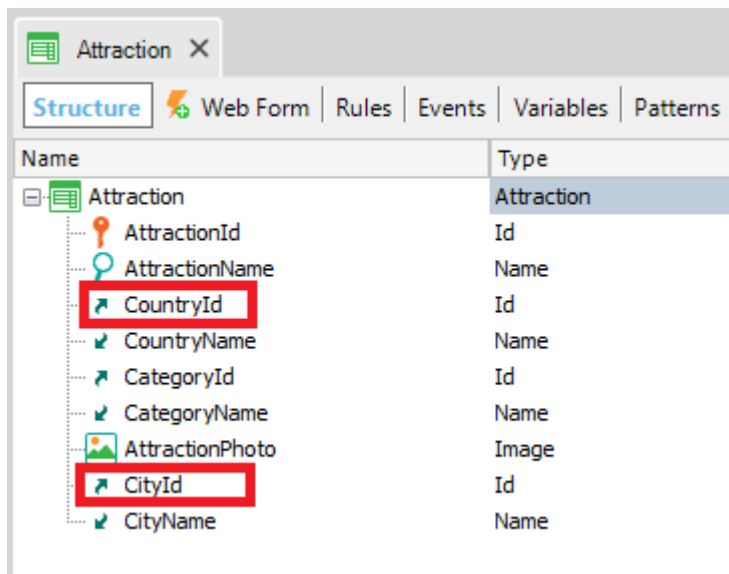 Attraction
Structure Web Form Rules Events Variables Patterns
Name Type
Attraction Attraction
AttractionId Id
AttractionName Name
CountryId Id
CountryName Name
CategoryId Id
CategoryName Name
AttractionPhoto Image
CityId Id
CityName Name